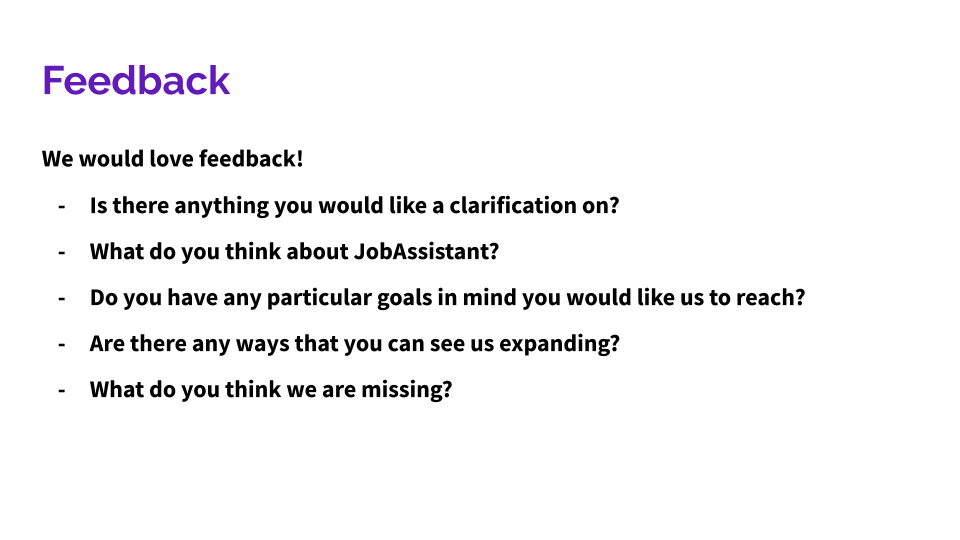 Feedback
We would love feedback!
- Is there anything you would like a clarification on?
- What do you think about JobAssistant?
- Do you have any particular goals in mind you would like us to reach?
- Are there any ways that you can see us expanding?
- What do you think we are missing?